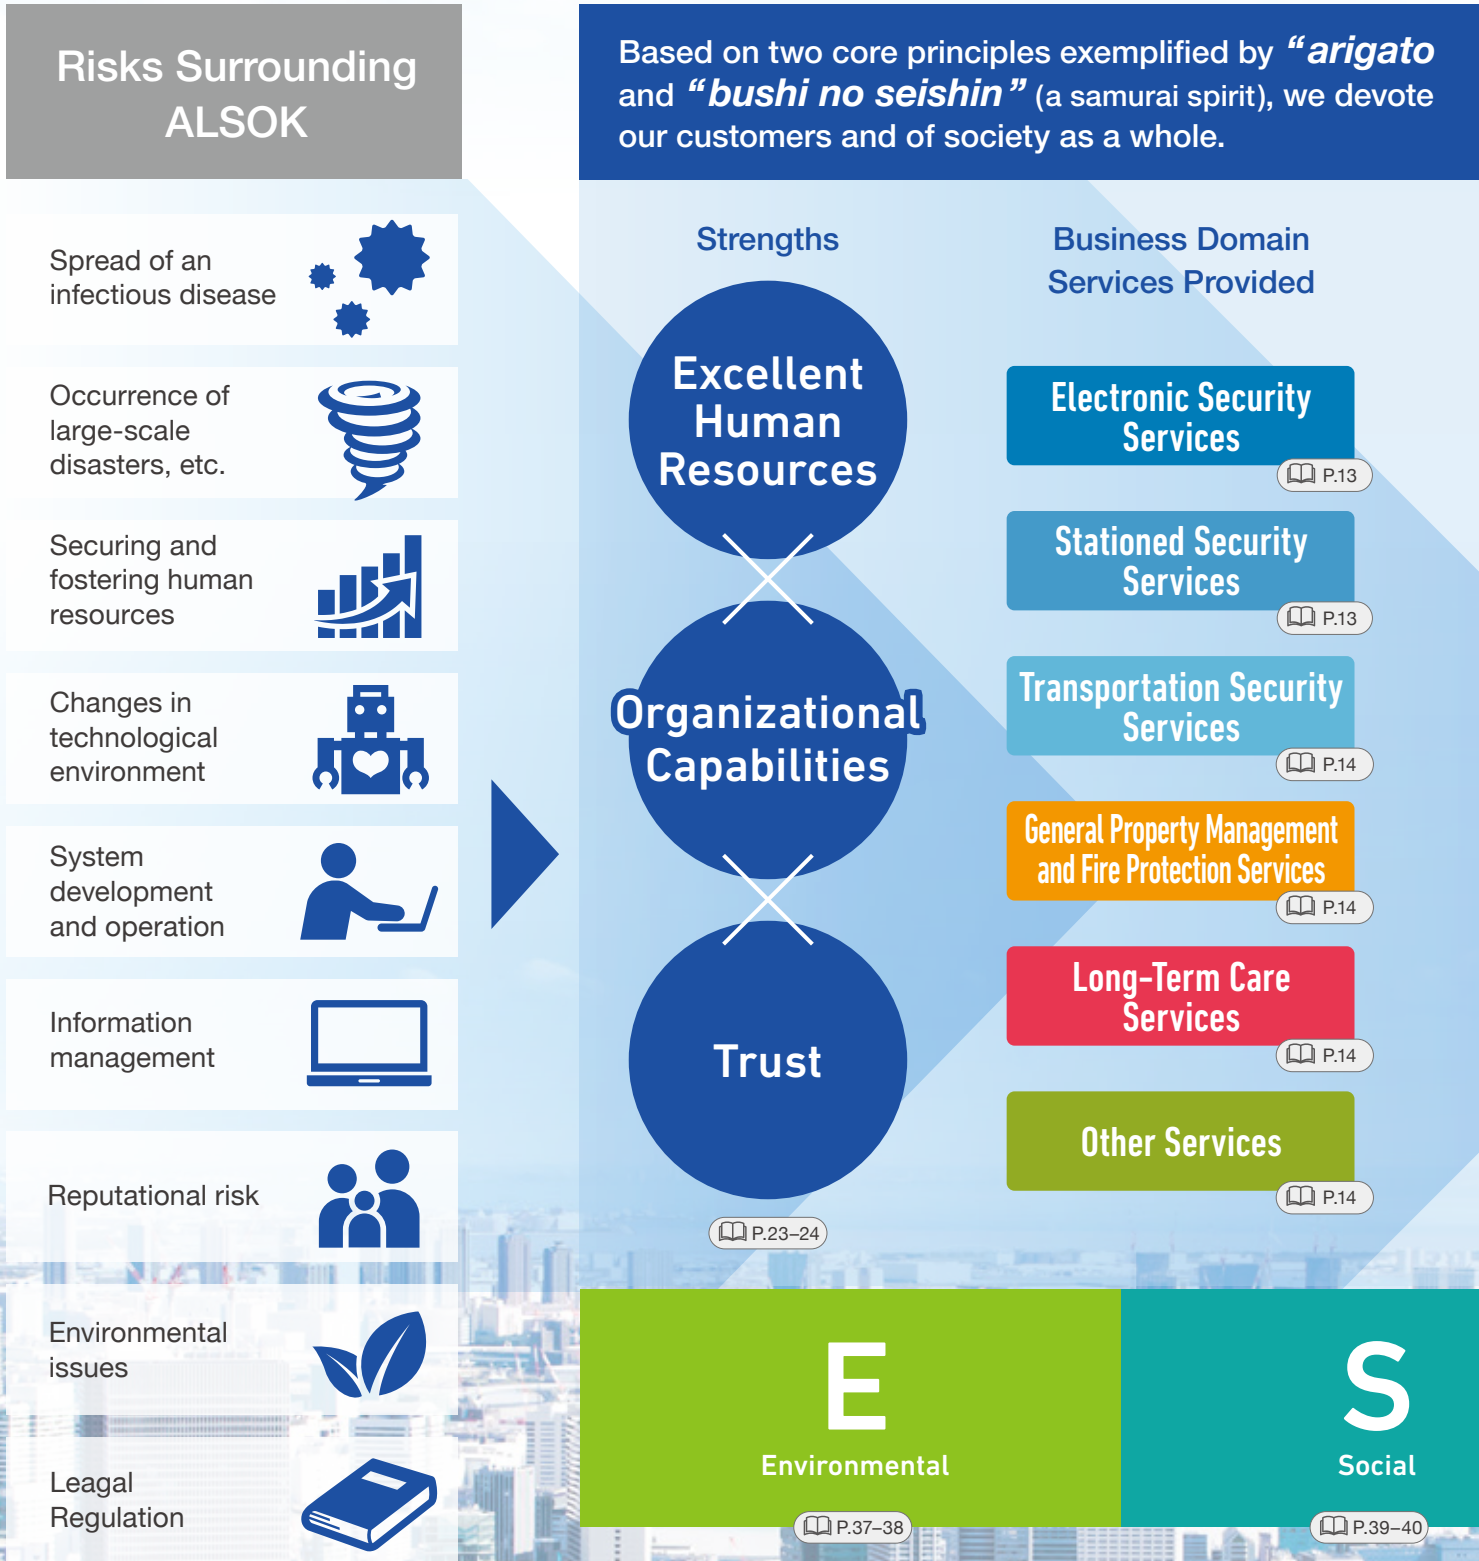 Risks Surrounding
ALSOK
Spread of an
infectious disease
Occurrence of
large-scale
disasters, etc.
Securing and
fostering human
resources
Changes in
technological
environment
System
development
and operation
Information
management
Reputational risk
Environmental
issues
Leagal
Regulation
Based on two core principles exemplified by “arigato
and “bushi no seishin” (a samurai spirit), we devote
our customers and of society as a whole.
Strengths
Excellent
Human
Resources
Organizational
Capabilities
Trust
P.23–24
Business Domain
Services Provided
Electronic Security
Services
P.13
Stationed Security
Services
P.13
Transportation Security
Services
P.14
General Property Management
and Fire Protection Services
P.14
Long-Term Care
Services
P.14
Other Services
P.14
E
Environmental
P.37–38
S
Social
P.39–40